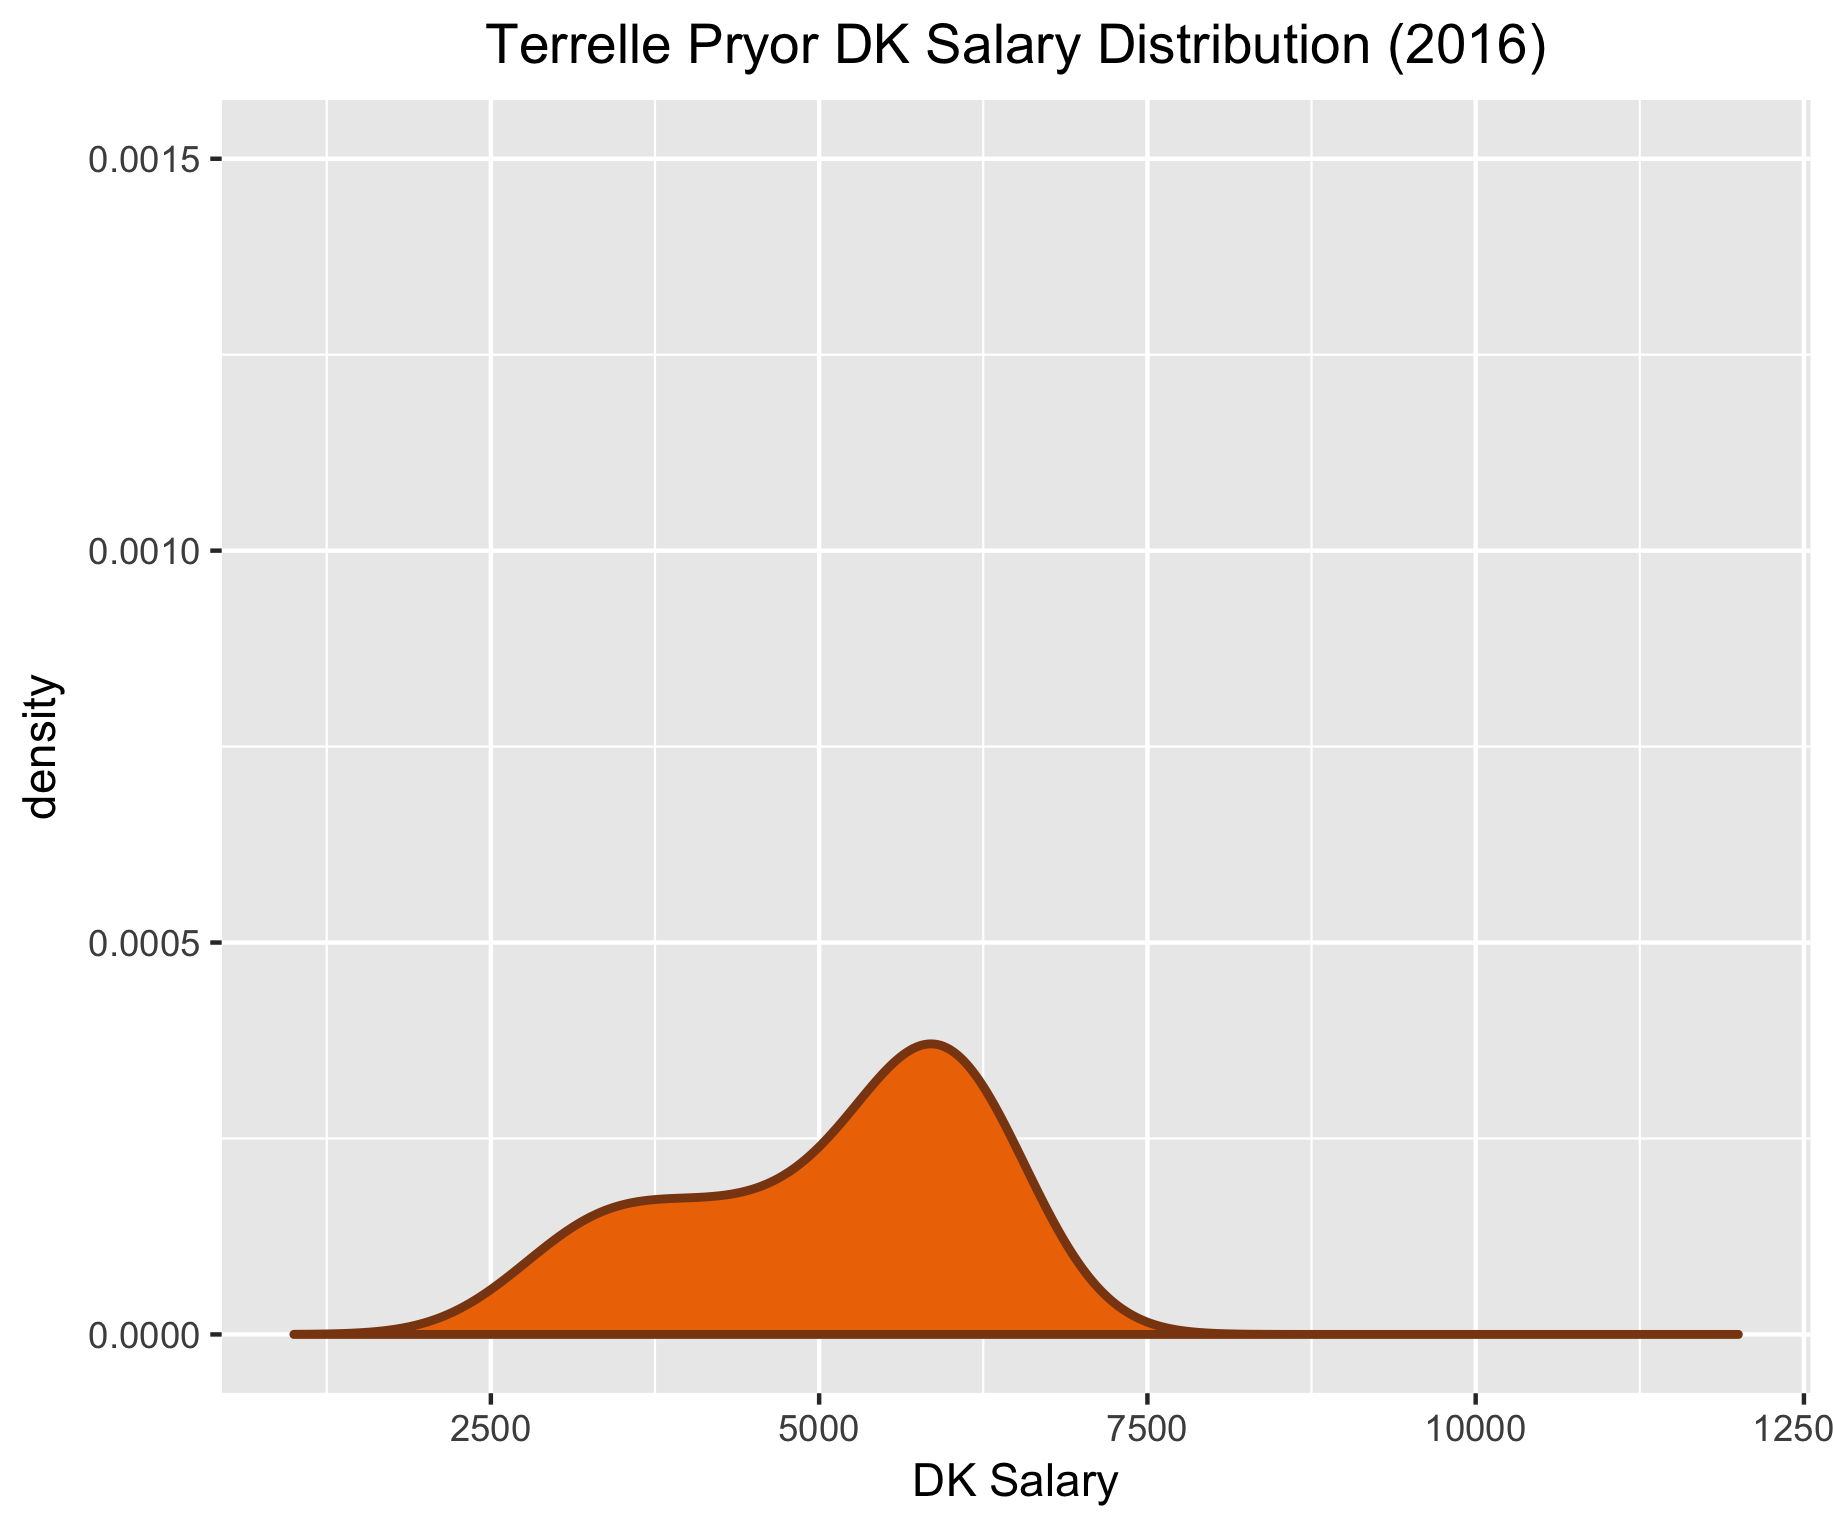 Terrelle Pryor DK Salary Distribution (2016)
0.0015
0.0010
density
0.0005
0.0000
2500 5000 7500 10000 1250
DK Salary